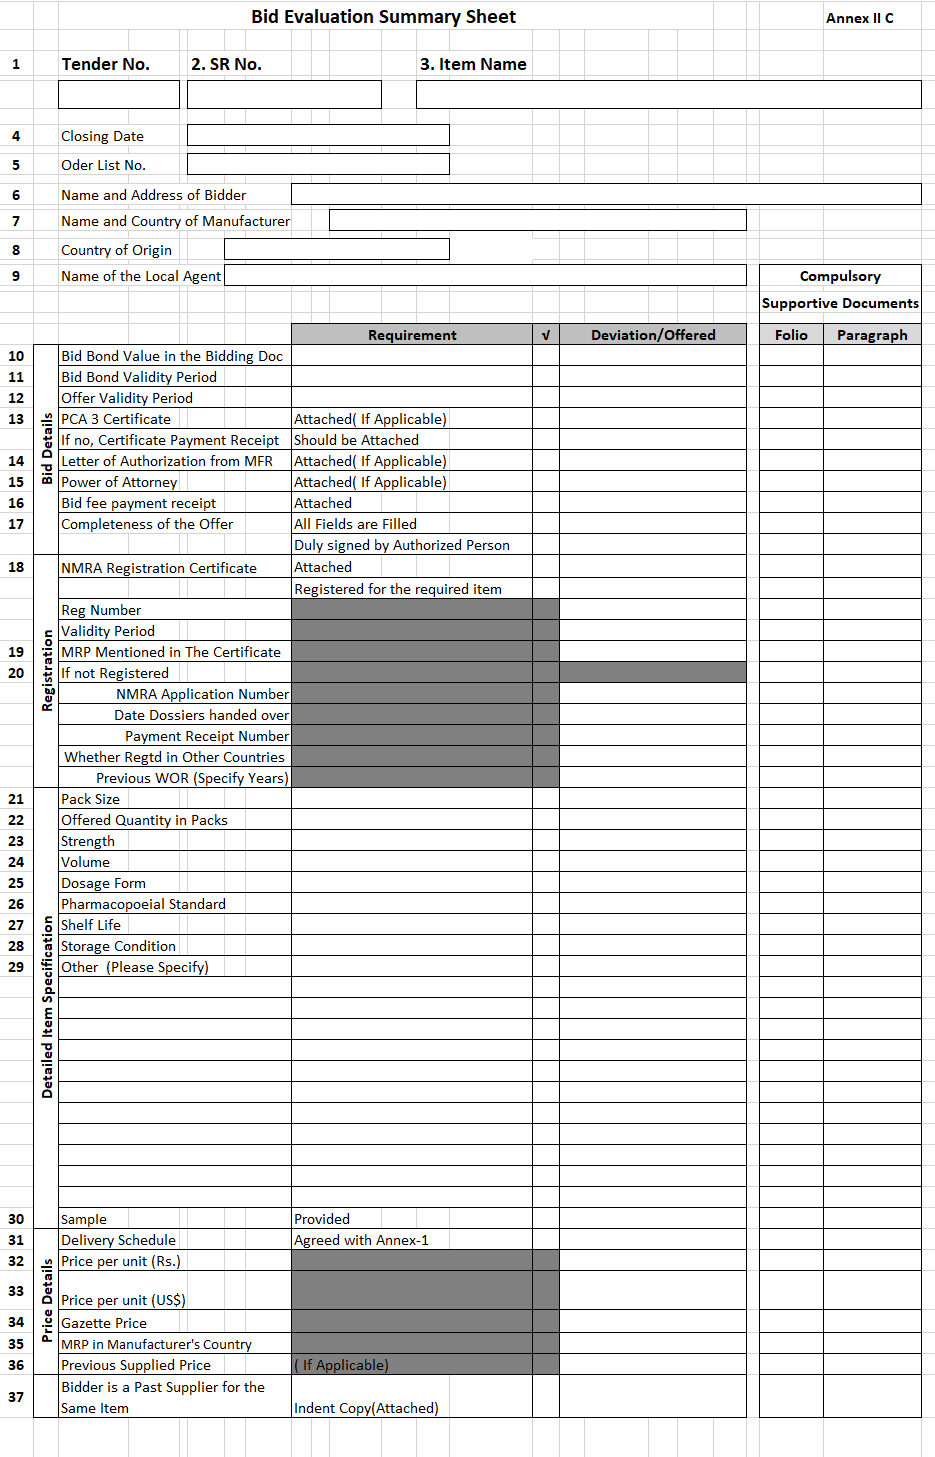 Bid Evaluation Summary Sheet
Annex II C
1 Tender No. 2. SR No. 3. Item Name
4 Closing Date
5 Oder List No.
6 Name and Address of Bidder
7 Name and Country of Manufacturer
8 Country of Origin
9 Name of the Local Agent
Compulsory
Supportive Documents
Requirement √ Deviation/Offered Folio Paragraph
Bid Details
10 Bid Bond Value in the Bidding Doc
11 Bid Bond Validity Period
12 Offer Validity Period
13 PCA 3 Certificate Attached( If Applicable)
If no, Certificate Payment Receipt Should be Attached
14 Letter of Authorization from MFR Attached( If Applicable)
15 Power of Attorney Attached( If Applicable)
16 Bid fee payment receipt Attached
17 Completeness of the Offer All Fields are Filled
Duly signed by Authorized Person
Registration
18 NMRA Registration Certificate Attached
Registered for the required item
Reg Number
Validity Period
19 MRP Mentioned in The Certificate
20 If not Registered
NMRA Application Number
Date Dossiers handed over
Payment Receipt Number
Whether Regtd in Other Countries
Previous WOR (Specify Years)
Detailed Item Specification
21 Pack Size
22 Offered Quantity in Packs
23 Strength
24 Volume
25 Dosage Form
26 Pharmacopoeial Standard
27 Shelf Life
28 Storage Condition
29 Other (Please Specify)
30 Sample Provided
Price Details
31 Delivery Schedule Agreed with Annex-1
32 Price per unit (Rs.)
33 Price per unit (US$)
34 Gazette Price
35 MRP in Manufacturer's Country
36 Previous Supplied Price ( If Applicable)
37 Bidder is a Past Supplier for the
Same Item Indent Copy(Attached)